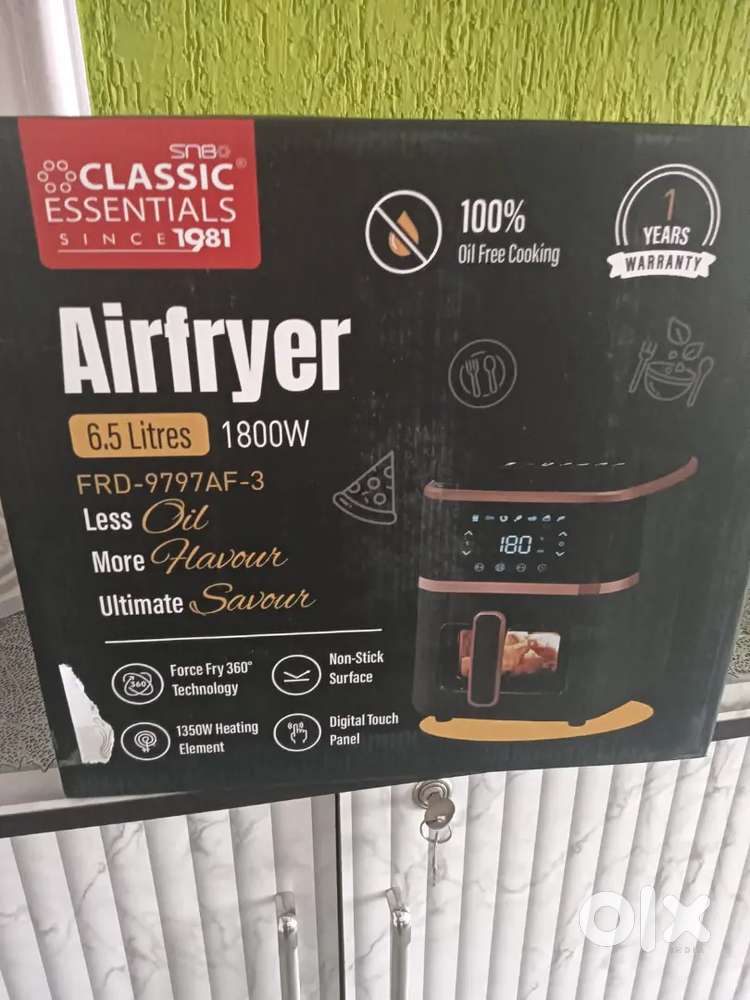 SNB
CLASSIC®
ESSENTIALS
SINCE 1981
100%
Oil Free Cooking
1
YEARS
WARRANTY
Airfryer
6.5 Litres
1800W
FRD-9797AF-3
Less Oil
More Flavour
Ultimate Savour
180
360°
Force Fry 360°
Technology
Non-Stick
Surface
1350W Heating
Element
Digital Touch
Panel
olx
INDIA